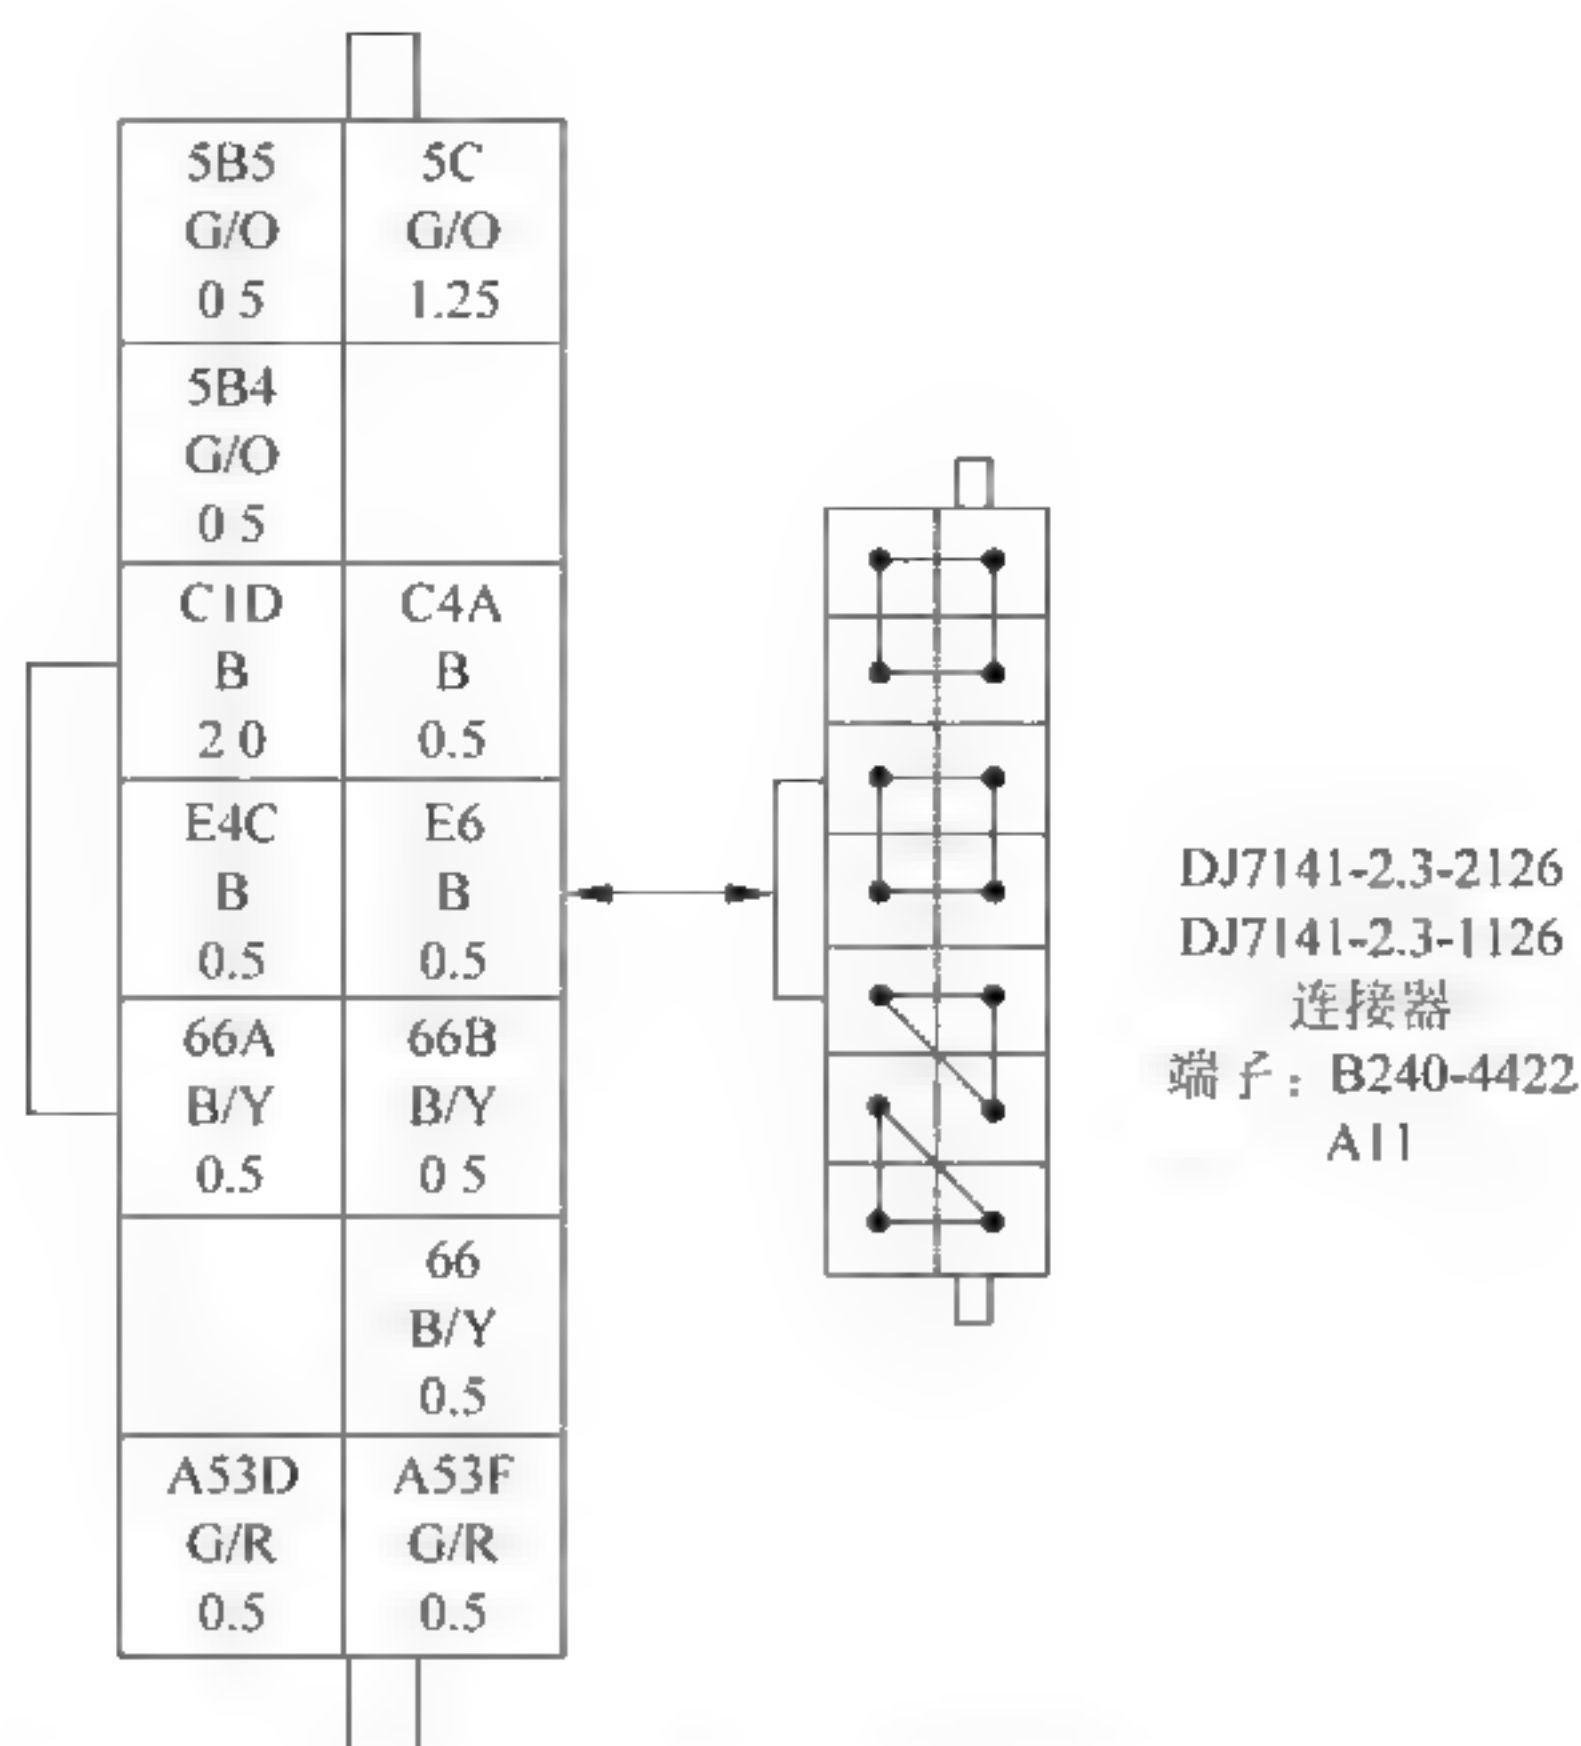 5B5
G/O
0 5
5C
G/O
1.25
5B4
G/O
0 5
C1D
B
2 0
C4A
B
0.5
E4C
B
0.5
E6
B
0.5
66A
B/Y
0.5
66B
B/Y
0 5
66
B/Y
0.5
A53D
G/R
0.5
A53F
G/R
0.5
DJ7141-2.3-2126
DJ7141-2.3-1126
连接器
端子：B240-4422
A11